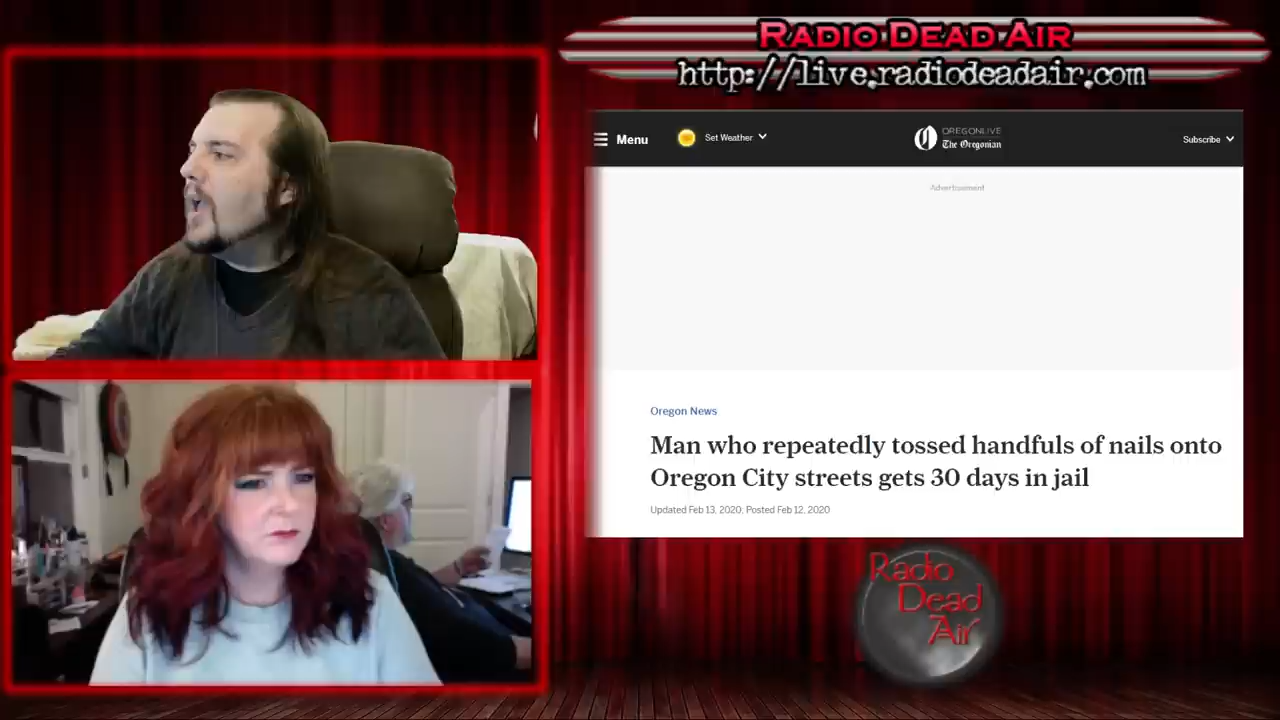 RADIO DEAD AIR
http://live.radiodeadair.com
Menu
Set Weather
OREGONLIVE
The Oregonian
Subscribe
Advertisement
Oregon News
Man who repeatedly tossed handfuls of nails onto
Oregon City streets gets 30 days in jail
Updated Feb 13, 2020; Posted Feb 12, 2020
Radio
Dead
Air